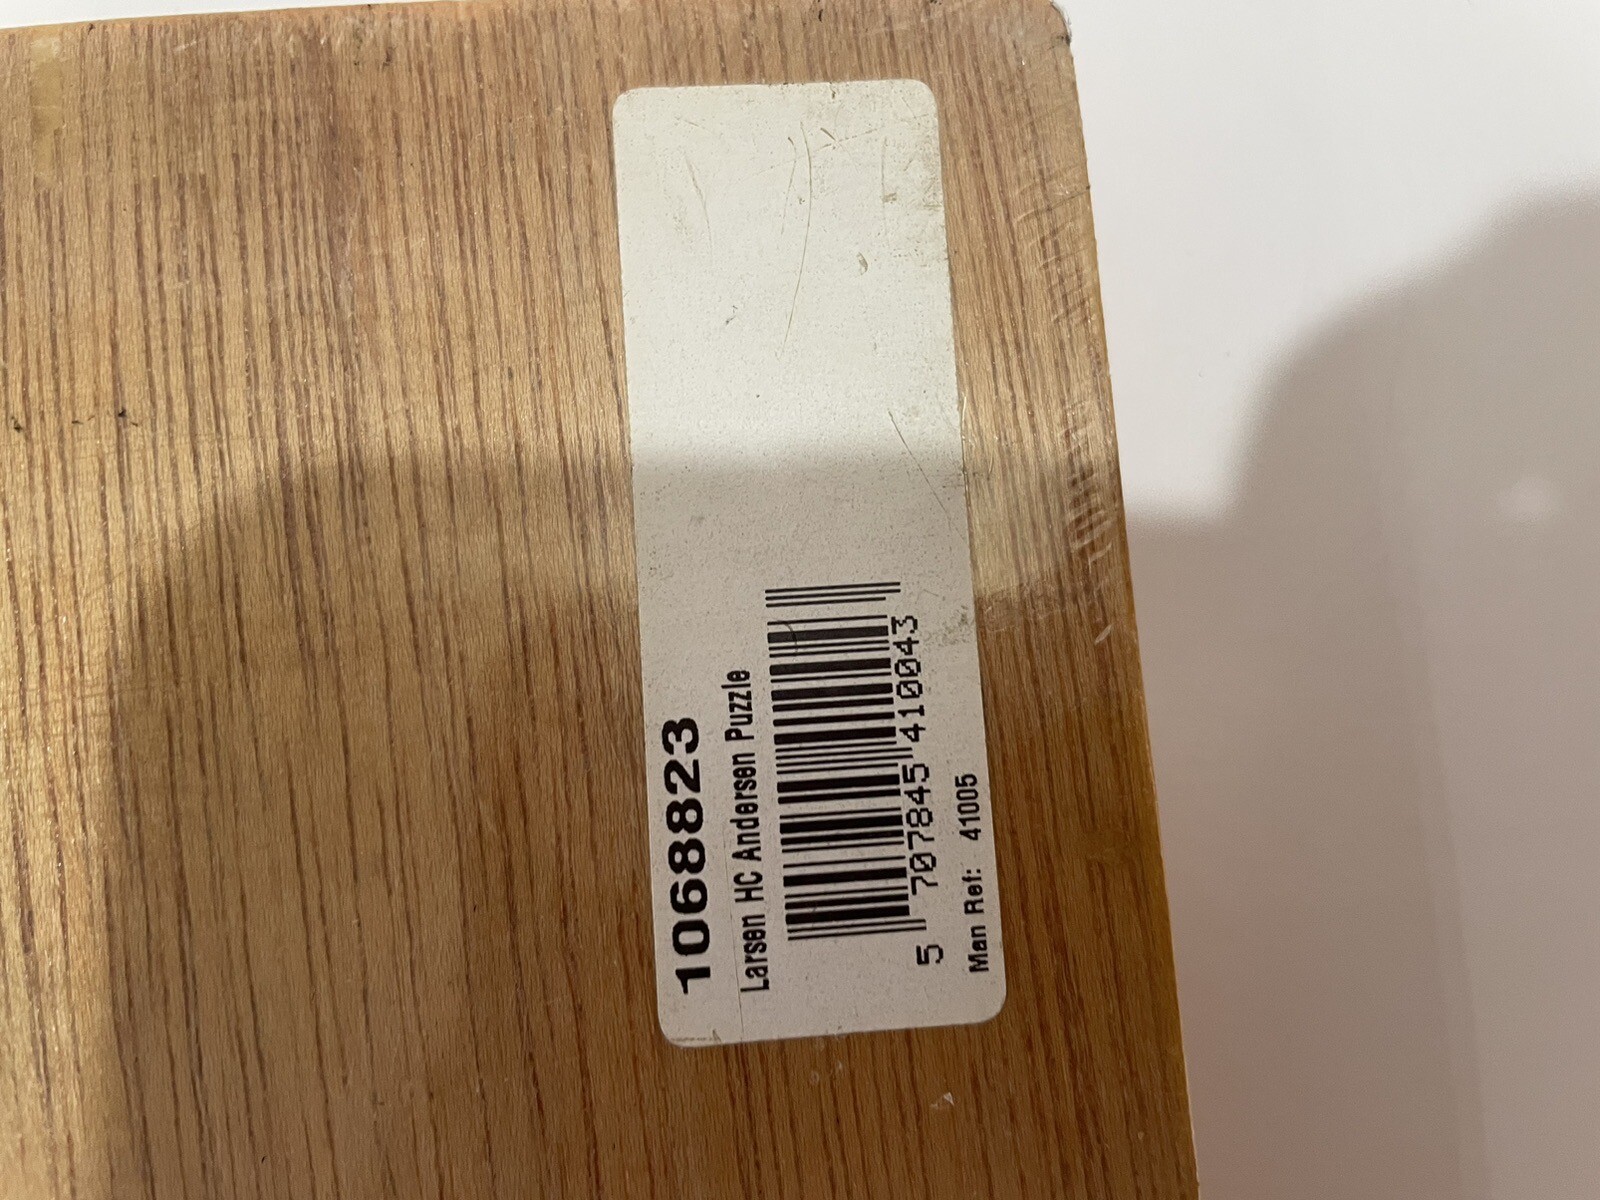 1068823
Larsen HC Andersen Puzzle
5 707845 410043
Man Ref: 41005